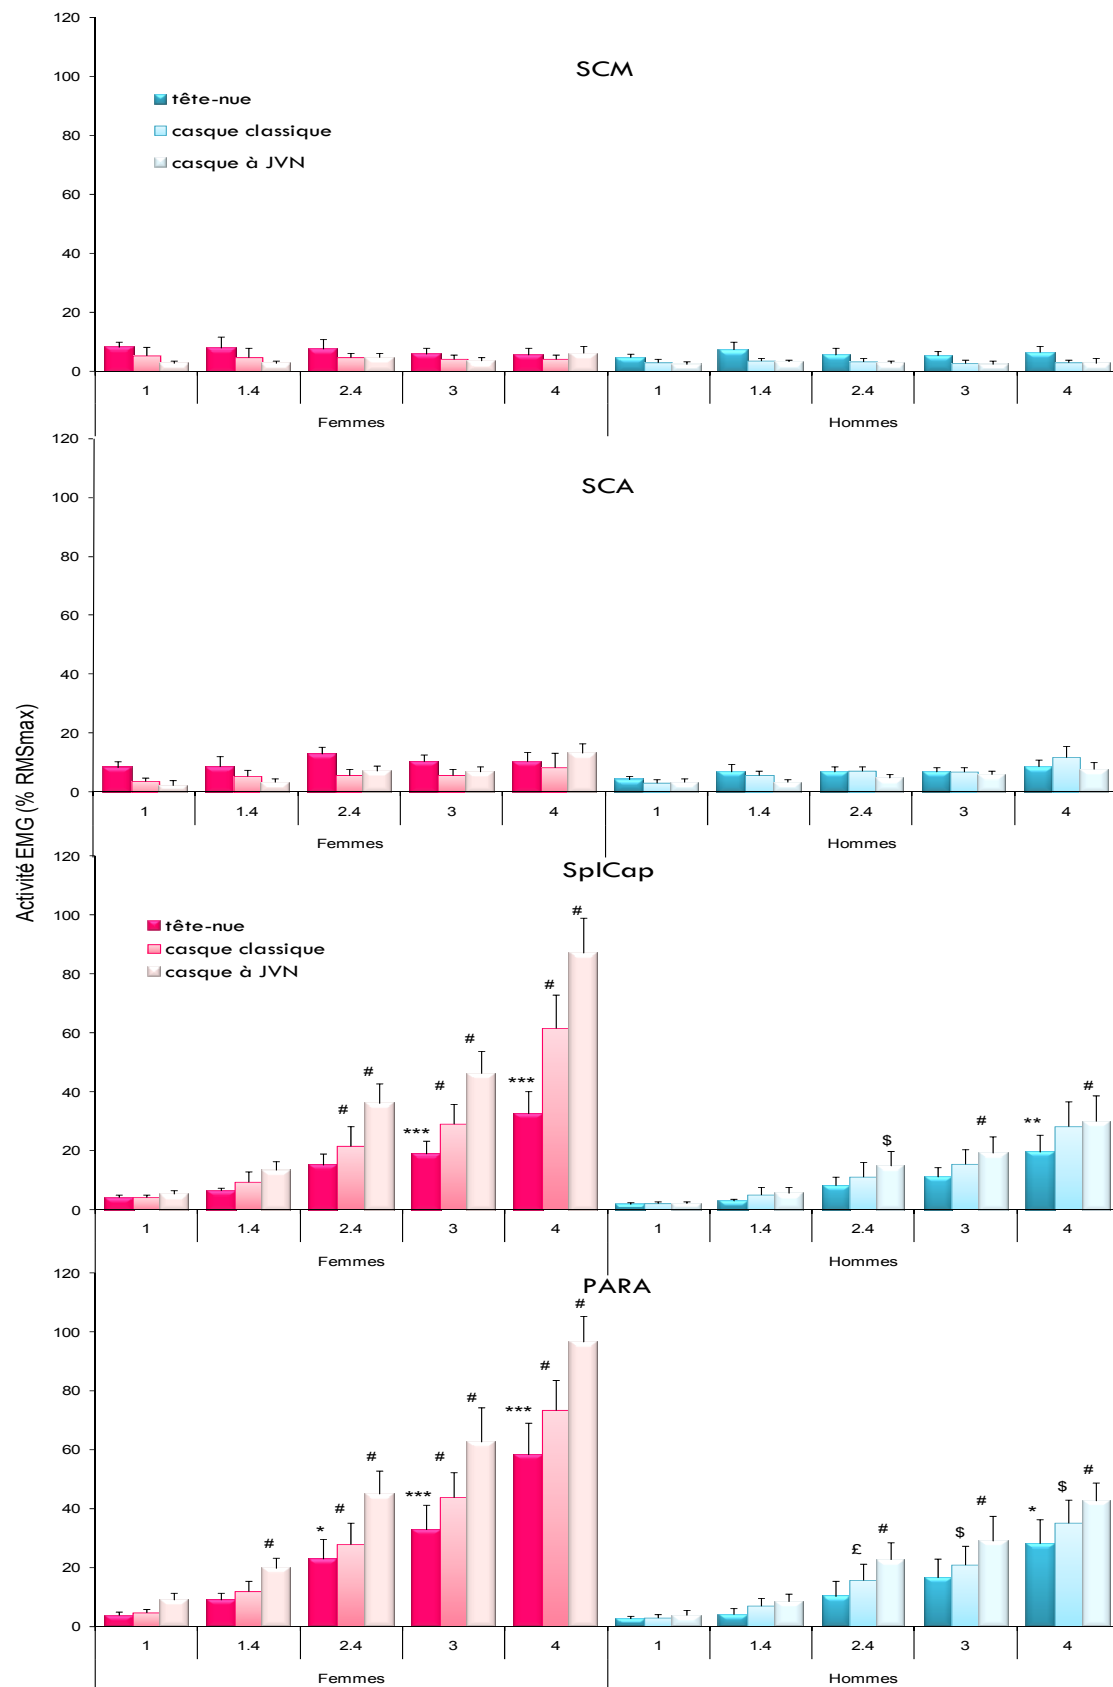 Activité EMG (% RMSmax)
120
SCM
100
tête-nue
casque classique
80
casque à JVN
60
40
20
0
1 1.4 2.4 3 4 1 1.4 2.4 3 4
Femmes Hommes
120
SCA
100
80
60
40
20
0
1 1.4 2.4 3 4 1 1.4 2.4 3 4
Femmes Hommes
120
SplCap
#
100
tête-nue
casque classique
casque à JVN
80
#
60
#
*** #
40
# # *** # ** #
20
$
0
1 1.4 2.4 3 4 1 1.4 2.4 3 4
Femmes Hommes
120
PARA
#
100
#
80
# ***
60
# # *** #
40
# * # £ # $ # * $ #
20
0
1 1.4 2.4 3 4 1 1.4 2.4 3 4
Femmes Hommes